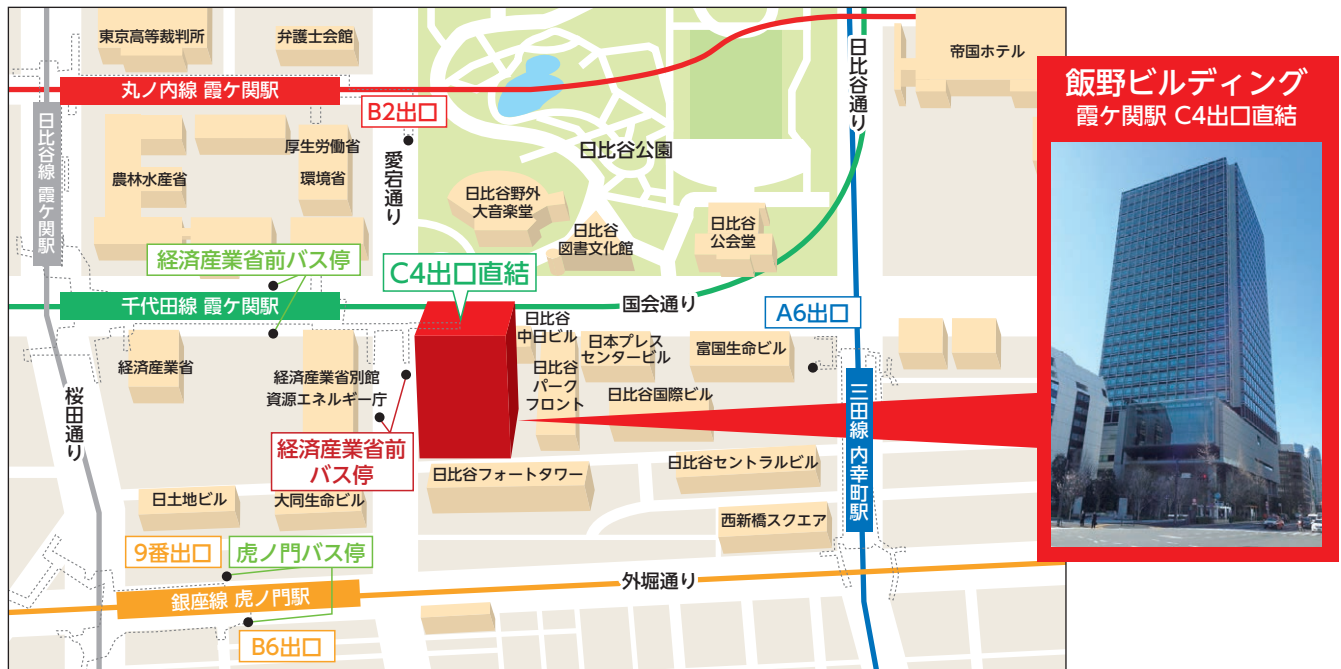 東京高等裁判所
弁護士会館
帝国ホテル
丸ノ内線 霞ケ関駅
B2出口
日比谷通り
飯野ビルディング
霞ケ関駅 C4出口直結
日比谷線 霞ケ関駅
厚生労働省
環境省
農林水産省
愛宕通り
日比谷公園
日比谷野外
大音楽堂
日比谷
図書文化館
日比谷
公会堂
経済産業省前バス停
C4出口直結
千代田線 霞ケ関駅
国会通り
A6出口
日比谷
中日ビル
日本プレス
センタービル
富国生命ビル
経済産業省
経済産業省別館
資源エネルギー庁
日比谷
パーク
フロント
日比谷国際ビル
桜田通り
三田線 内幸町駅
経済産業省前
バス停
日比谷フォートタワー
日比谷セントラルビル
日土地ビル
大同生命ビル
西新橋スクエア
9番出口
虎ノ門バス停
外堀通り
銀座線 虎ノ門駅
B6出口